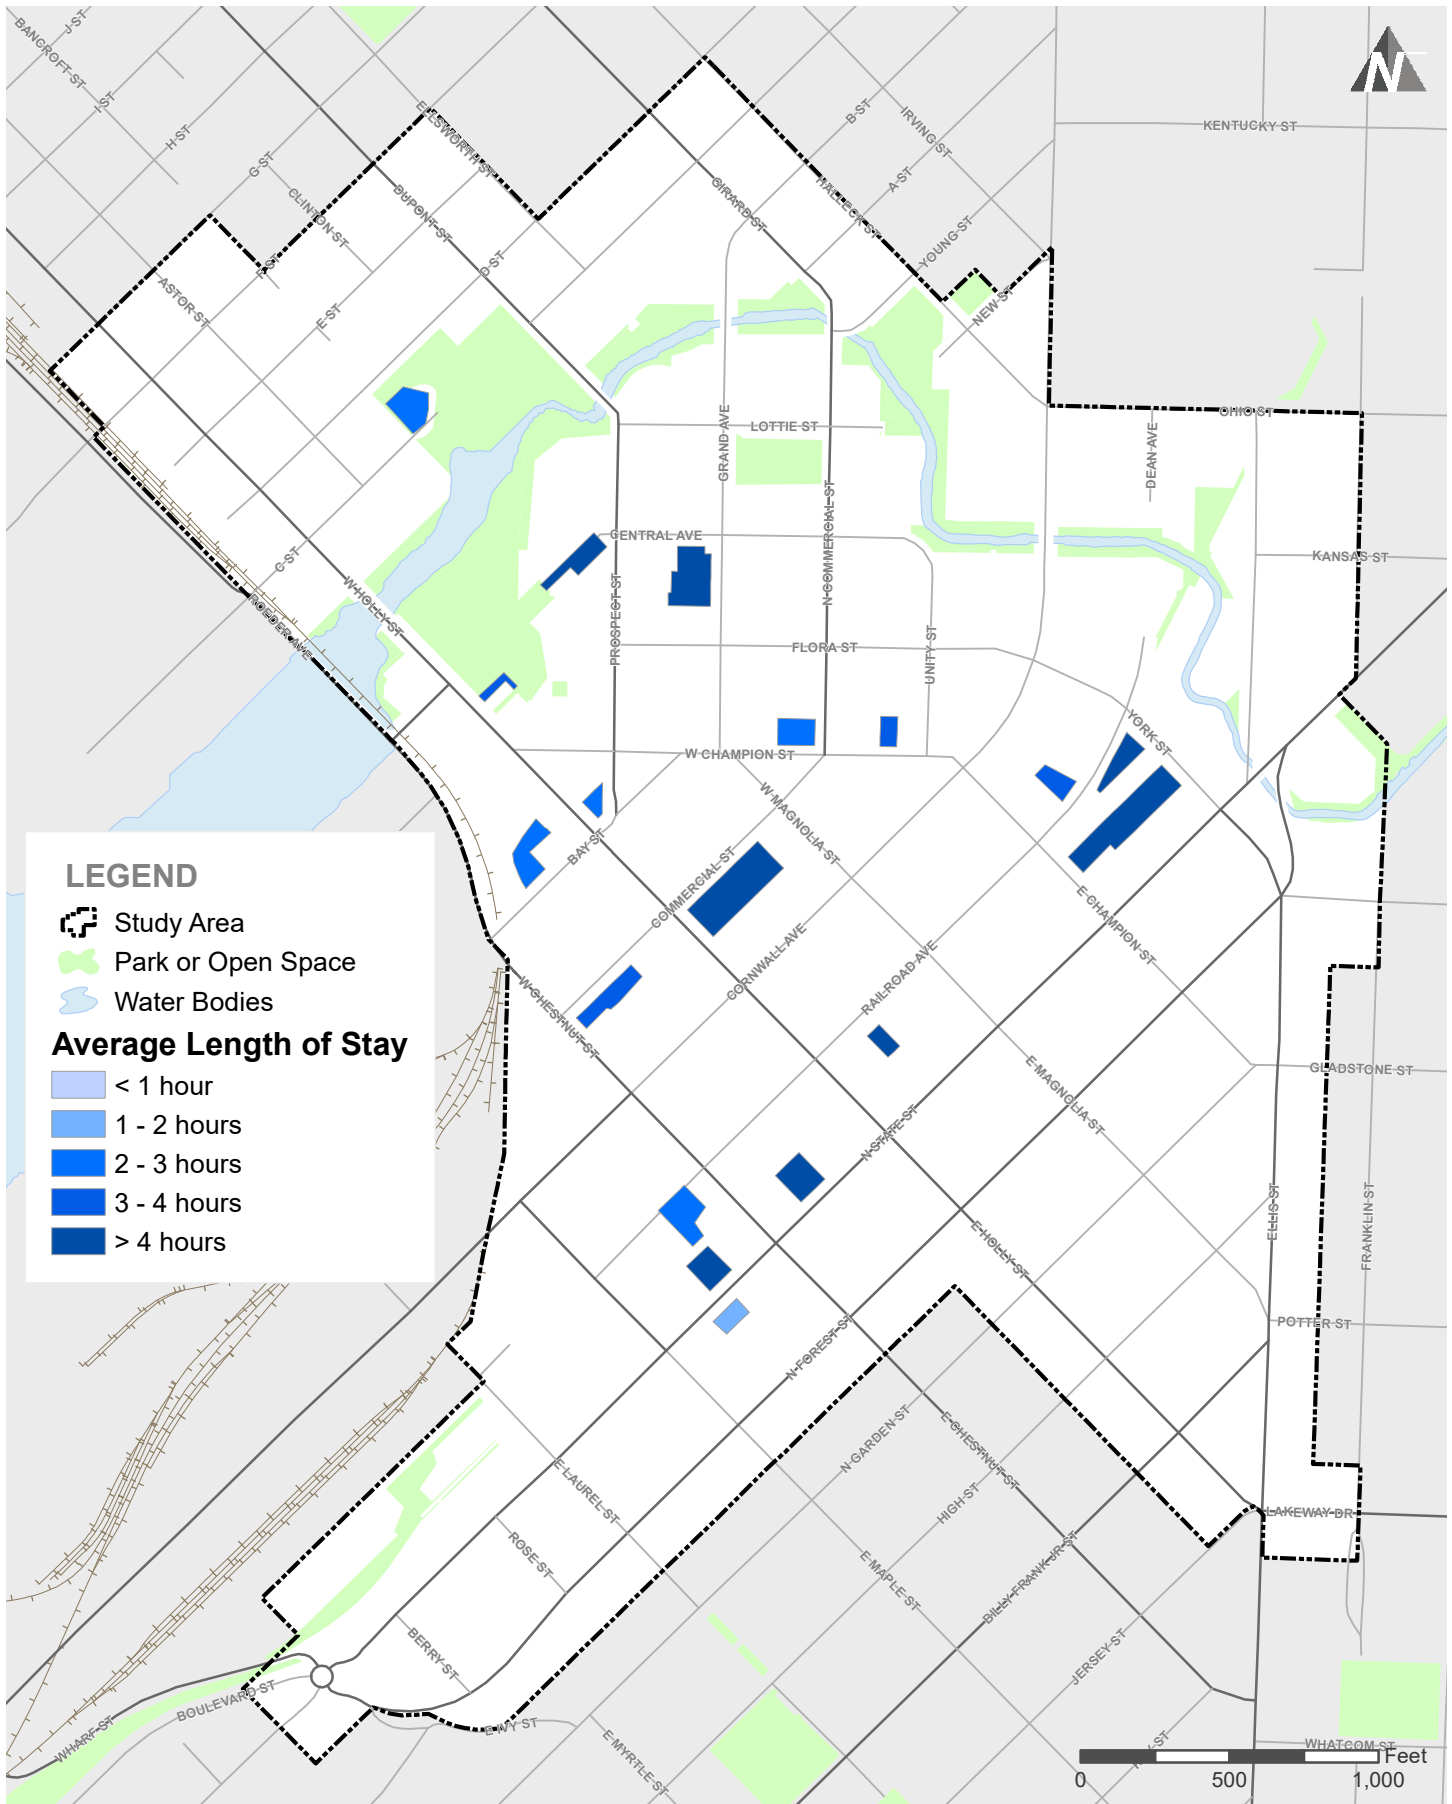 J ST
BANCROFT ST
I ST
H ST
G ST
ELLSWORTH ST
B ST
IRVING ST
N
KENTUCKY ST
CLINTON ST
DUPONT ST
GIRARD ST
HALLECK ST
A ST
YOUNG ST
F ST
D ST
ASTOR ST
E ST
NEW ST
OHIO ST
LOTTIE ST
GRAND AVE
DEAN AVE
N COMMERCIAL ST
CENTRAL AVE
KANSAS ST
C ST
W HOLLY ST
ROEDER AVE
PROSPECT ST
FLORA ST
UNITY ST
W CHAMPION ST
YORK ST
W MAGNOLIA ST
BAY ST
COMMERCIAL ST
E CHAMPION ST
CORNWALL AVE
RAILROAD AVE
W CHESTNUT ST
E MAGNOLIA ST
GLADSTONE ST
N STATE ST
ELLIS ST
FRANKLIN ST
E HOLLY ST
POTTER ST
N FOREST ST
N GARDEN ST
E CHESTNUT ST
HIGH ST
E LAUREL ST
LAKEWAY DR
ROSE ST
E MAPLE ST
BILLY FRANK JR ST
BERRY ST
JERSEY ST
BOULEVARD ST
WHARF ST
E IVY ST
E MYRTLE ST
WHATCOM ST
LEGEND
Study Area
Park or Open Space
Water Bodies
Average Length of Stay
< 1 hour
1 - 2 hours
2 - 3 hours
3 - 4 hours
> 4 hours
Feet
0 500 1,000